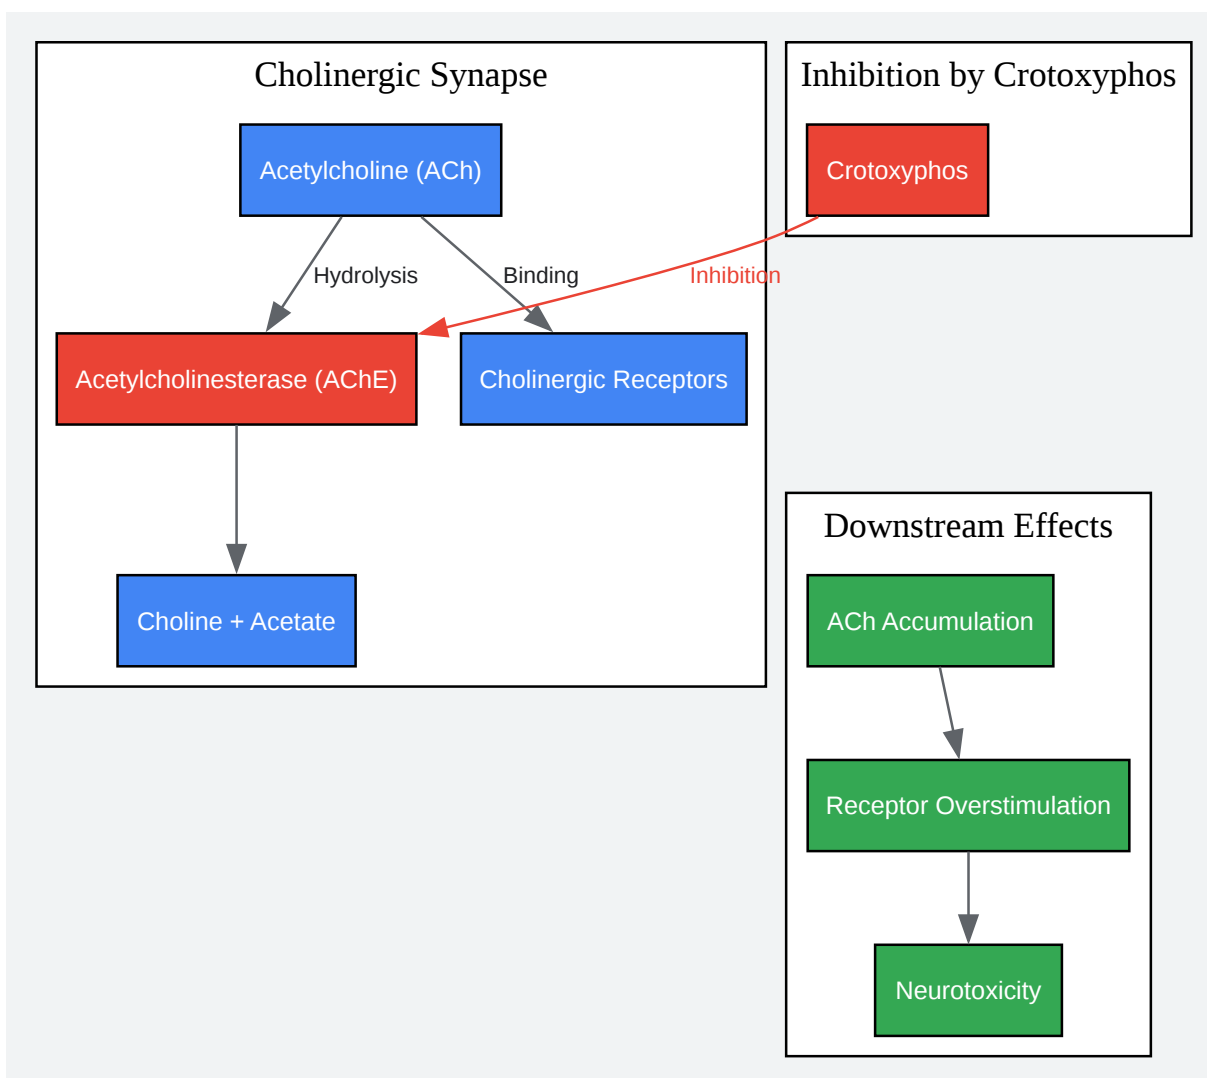 Cholinergic Synapse
Acetylcholine (ACh)
Hydrolysis
Binding
Acetylcholinesterase (AChE)
Cholinergic Receptors
Choline + Acetate
Inhibition by Crotoxyphos
Crotoxyphos
Inhibition
Downstream Effects
ACh Accumulation
Receptor Overstimulation
Neurotoxicity